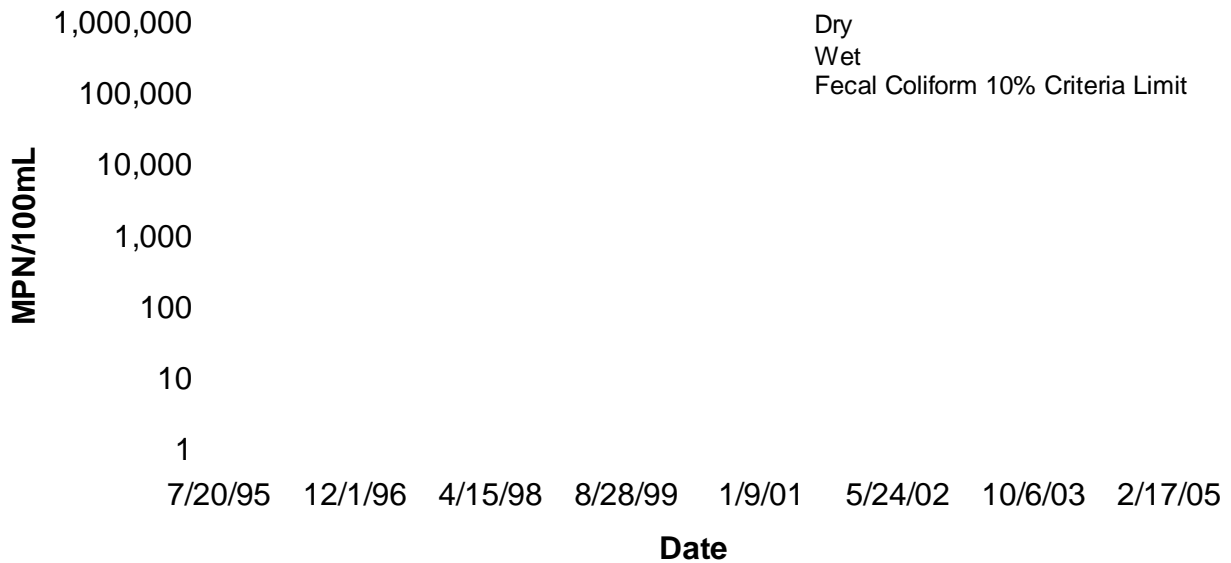 1,000,000
100,000
10,000
1,000
100
10
1
MPN/100mL
Dry
Wet
Fecal Coliform 10% Criteria Limit
7/20/95 12/1/96 4/15/98 8/28/99 1/9/01 5/24/02 10/6/03 2/17/05
Date